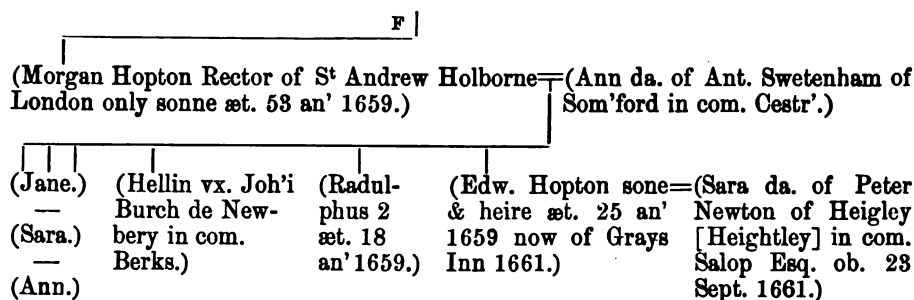 F
(Morgan Hopton Rector of Sᵗ Andrew Holborne=(Ann da. of Ant. Swetenham of
London only sonne æt. 53 an' 1659.) Som'ford in com. Cestr'.)
(Jane.)
—
(Sara.)
—
(Ann.)
(Hellin vx. Joh'i
Burch de New-
bery in com.
Berks.)
(Radul-
phus 2
æt. 18
an' 1659.)
(Edw. Hopton sone=
& heire æt. 25 an'
1659 now of Grays
Inn 1661.)
(Sara da. of Peter
Newton of Heigley
[Heightley] in com.
Salop Esq. ob. 23
Sept. 1661.)